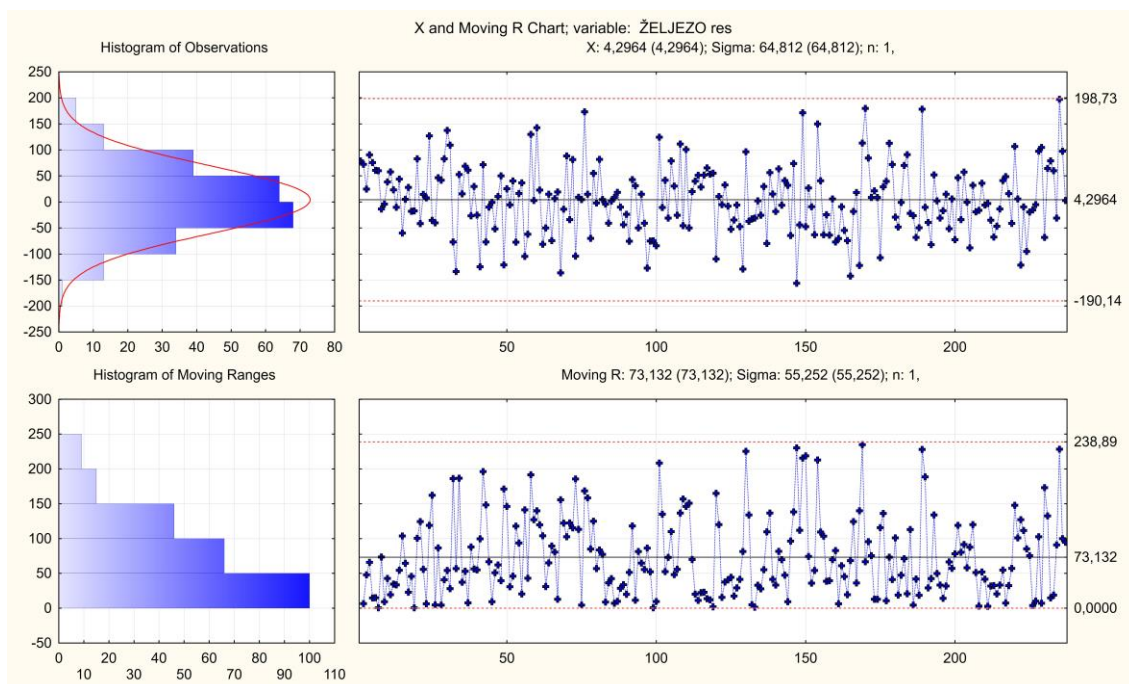 X and Moving R Chart; variable: ŽELJEZO res
Histogram of Observations
X: 4,2964 (4,2964); Sigma: 64,812 (64,812); n: 1,
250
200
150
100
50
0
-50
-100
-150
-200
-250
0 10 20 30 40 50 60 70 80
198,73
4,2964
-190,14
50 100 150 200
Histogram of Moving Ranges
Moving R: 73,132 (73,132); Sigma: 55,252 (55,252); n: 1,
300
250
200
150
100
50
0
-50
0 20 40 60 80 100
10 30 50 70 90 110
238,89
73,132
0,0000
50 100 150 200